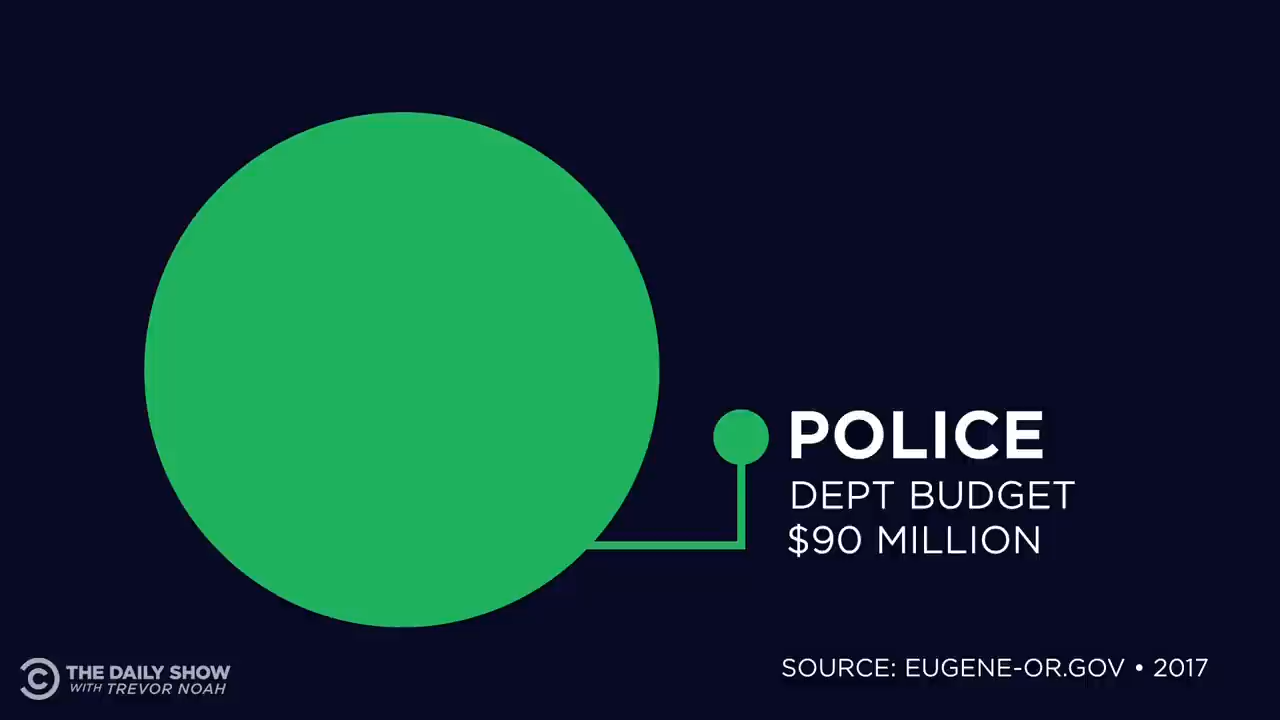 POLICE
DEPT BUDGET
$90 MILLION
THE DAILY SHOW
WITH TREVOR NOAH
SOURCE: EUGENE-OR.GOV • 2017